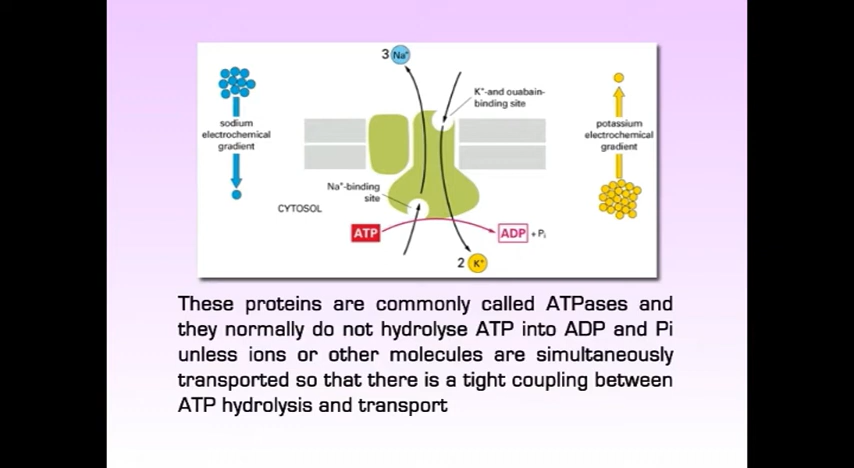 3 Na⁺
K⁺-and ouabain-
binding site
sodium
electrochemical
gradient
potassium
electrochemical
gradient
Na⁺-binding
site
CYTOSOL
ATP
ADP + Pᵢ
2 K⁺
These proteins are commonly called ATPases and
they normally do not hydrolyse ATP into ADP and Pi
unless ions or other molecules are simultaneously
transported so that there is a tight coupling between
ATP hydrolysis and transport